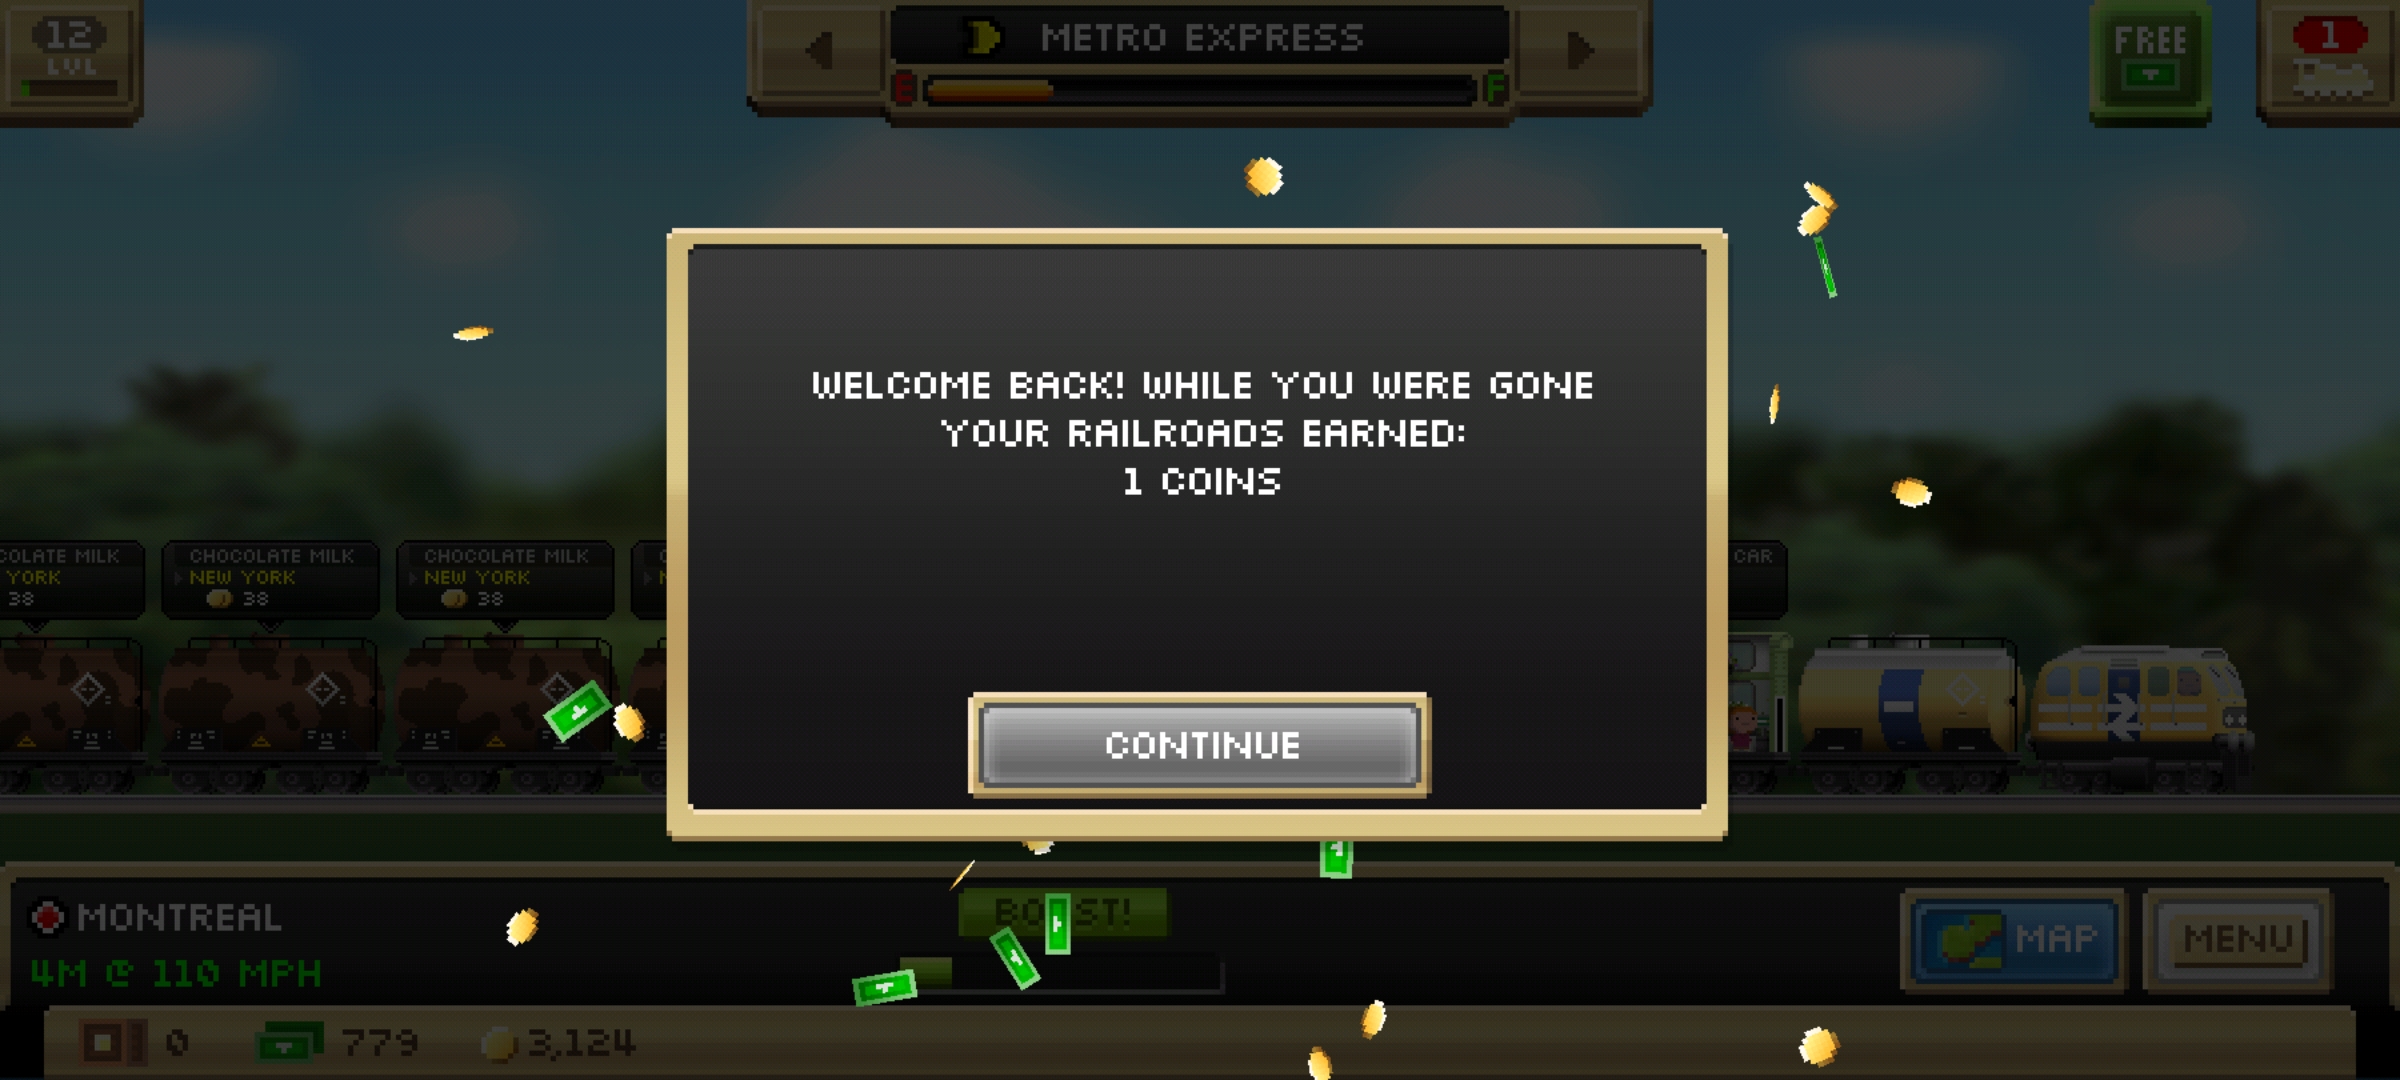 12
LVL
METRO EXPRESS
E F
FREE
1
WELCOME BACK! WHILE YOU WERE GONE
YOUR RAILROADS EARNED:
1 COINS
CONTINUE
MILK
YORK
38
CHOCOLATE MILK
NEW YORK
38
CHOCOLATE MILK
NEW YORK
38
CAR
MONTREAL
4M @ 110 MPH
BOOST!
MAP
MENU
0
779
3,124